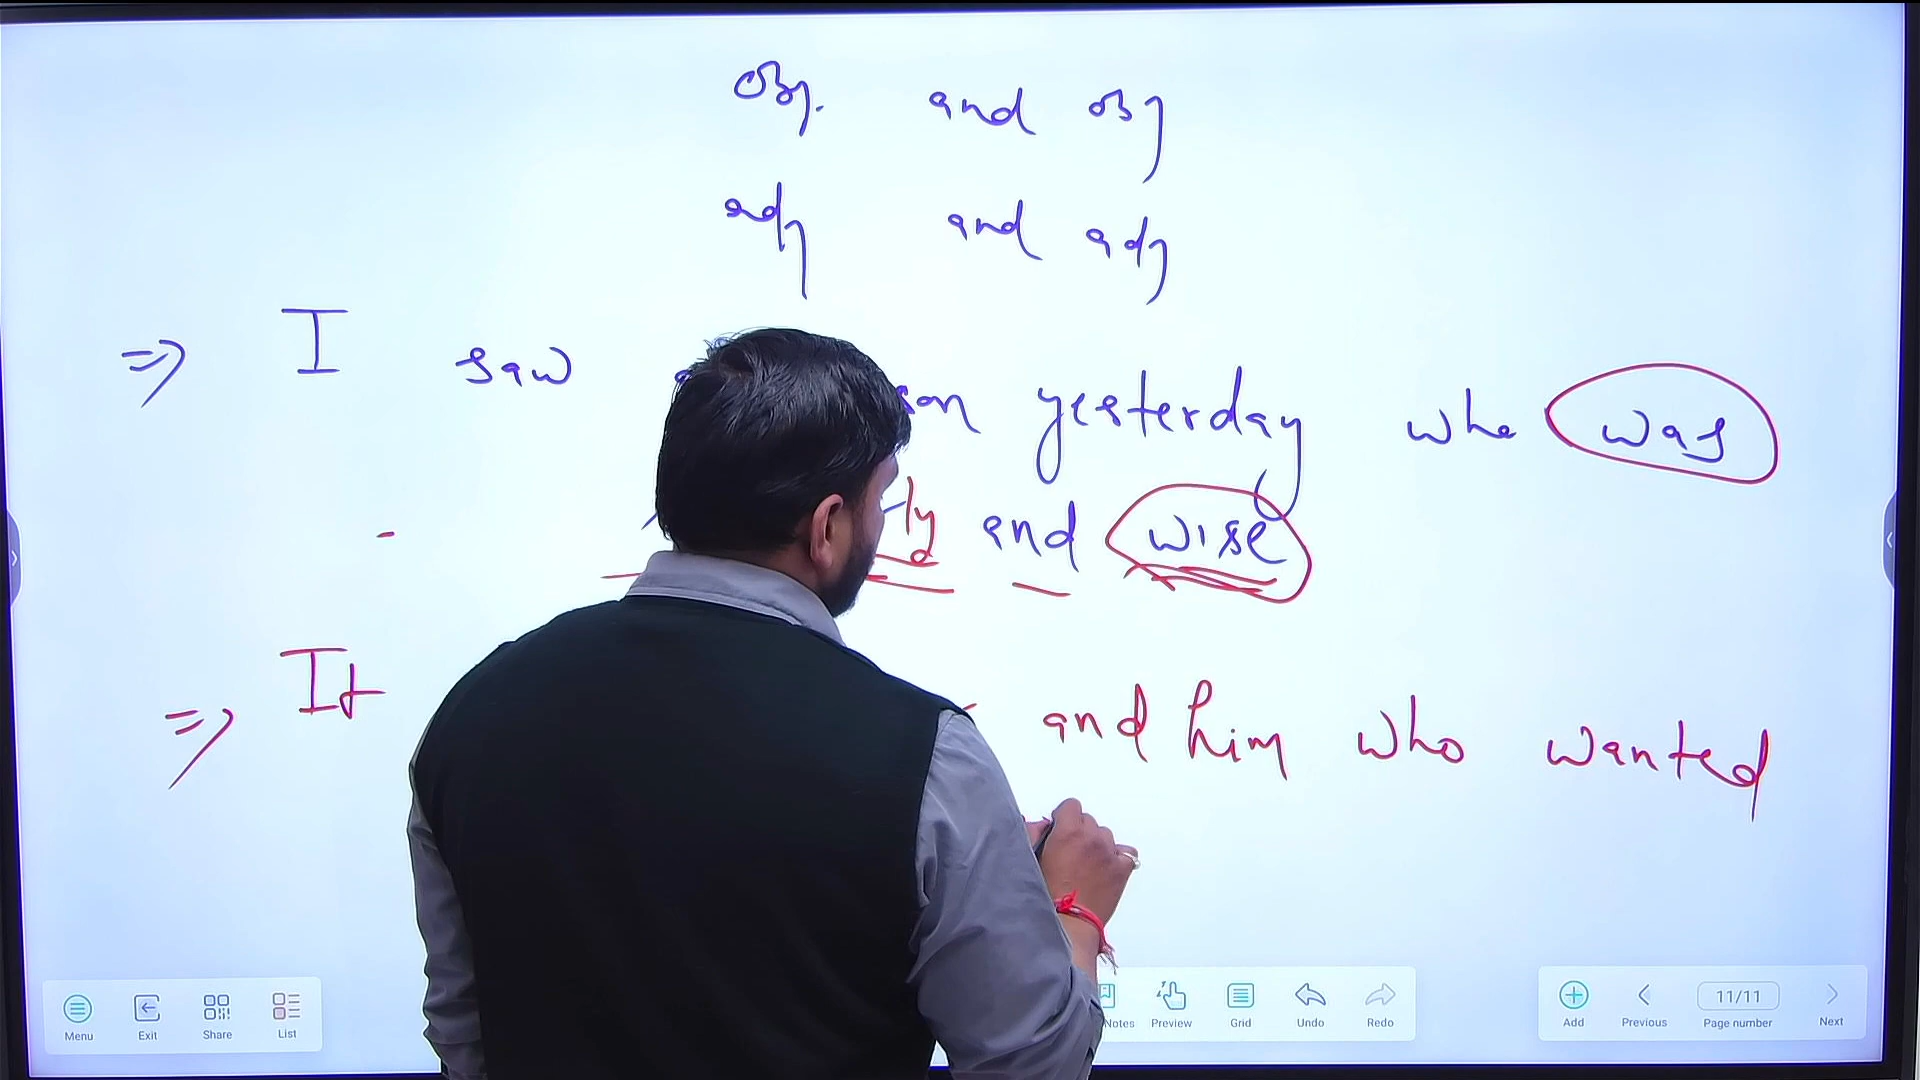 obj. and obj
adj and adj
⇒ I saw yesterday who was
and wise
⇒ It and him who wanted
Menu Exit Share List Notes Preview Grid Undo Redo Add Previous 11/11 Page number Next